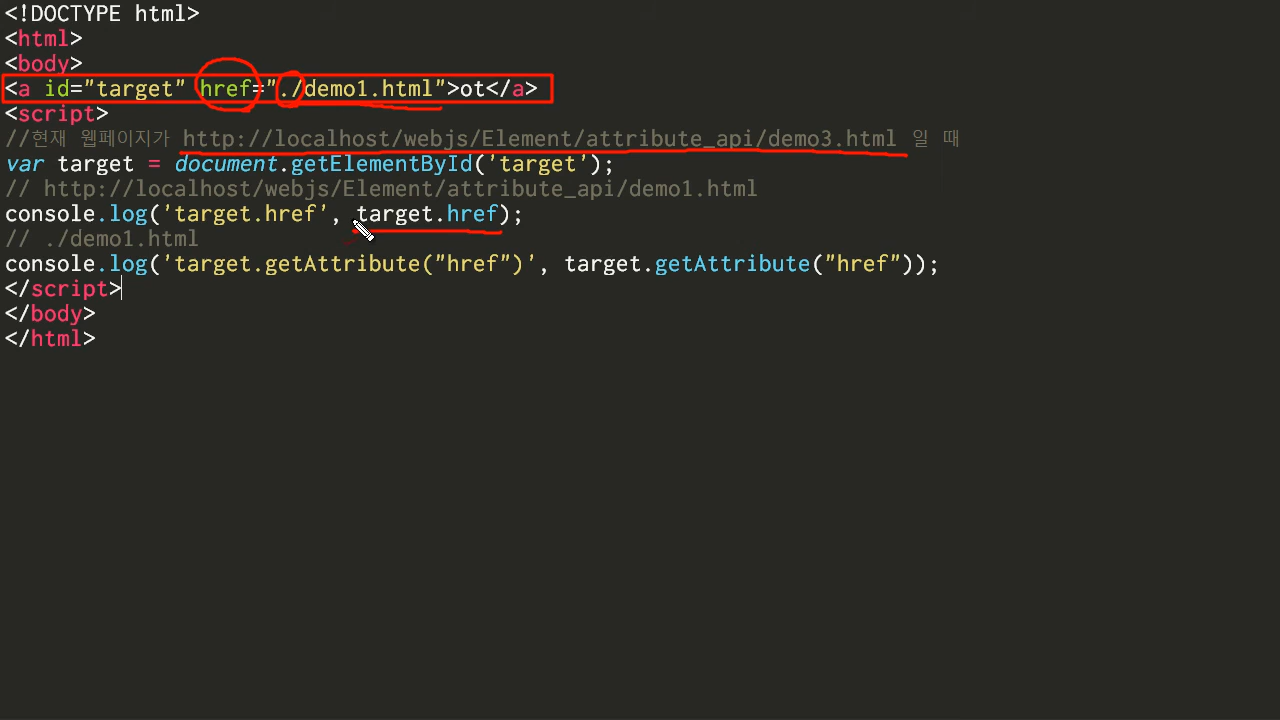 <!DOCTYPE html>
<html>
<body>
<a id="target" href="./demo1.html">ot</a>
<script>
//현재 웹페이지가 http://localhost/webjs/Element/attribute_api/demo3.html 일 때
var target = document.getElementById('target');
// http://localhost/webjs/Element/attribute_api/demo1.html
console.log('target.href', target.href);
// ./demo1.html
console.log('target.getAttribute("href")', target.getAttribute("href"));
</script>
</body>
</html>